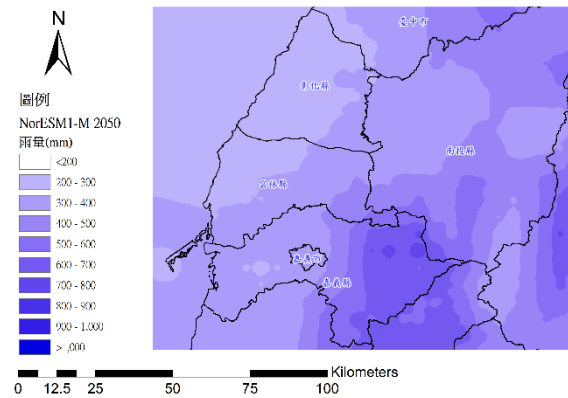 N
圖例
NorESM1-M 2050
雨量(mm)
<200
200 - 300
300 - 400
400 - 500
500 - 600
600 - 700
700 - 800
800 - 900
900 - 1,000
> 1,000
臺中市
彰化縣
南投縣
雲林縣
嘉義市
嘉義縣
Kilometers
0 12.5 25 50 75 100